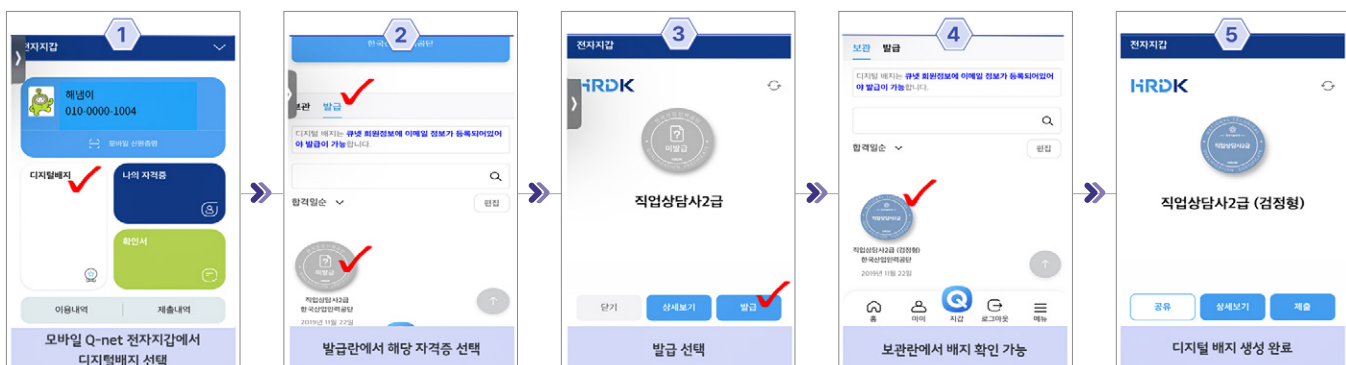 1
전자지갑
해냄이
010-0000-1004
모바일 신원증명
디지털배지
나의 자격증
확인서
이용내역
제출내역
모바일 Q-net 전자지갑에서
디지털배지 선택
2
한국산업인력공단
보관 발급
디지털 배지는 큐넷 회원정보에 이메일 정보가 등록되어있어
야 발급이 가능합니다.
합격일순
편집
미발급
직업상담사2급
한국산업인력공단
2019년 11월 22일
발급란에서 해당 자격증 선택
3
전자지갑
HRDK
미발급
직업상담사2급
닫기
상세보기
발급
발급 선택
4
보관 발급
디지털 배지는 큐넷 회원정보에 이메일 정보가 등록되어있어
야 발급이 가능합니다.
합격일순
편집
직업상담사2급
직업상담사2급 (검정형)
한국산업인력공단
2019년 11월 22일
홈
마이
지갑
로그아웃
메뉴
보관란에서 배지 확인 가능
5
전자지갑
HRDK
직업상담사2급
직업상담사2급 (검정형)
공유
상세보기
제출
디지털 배지 생성 완료